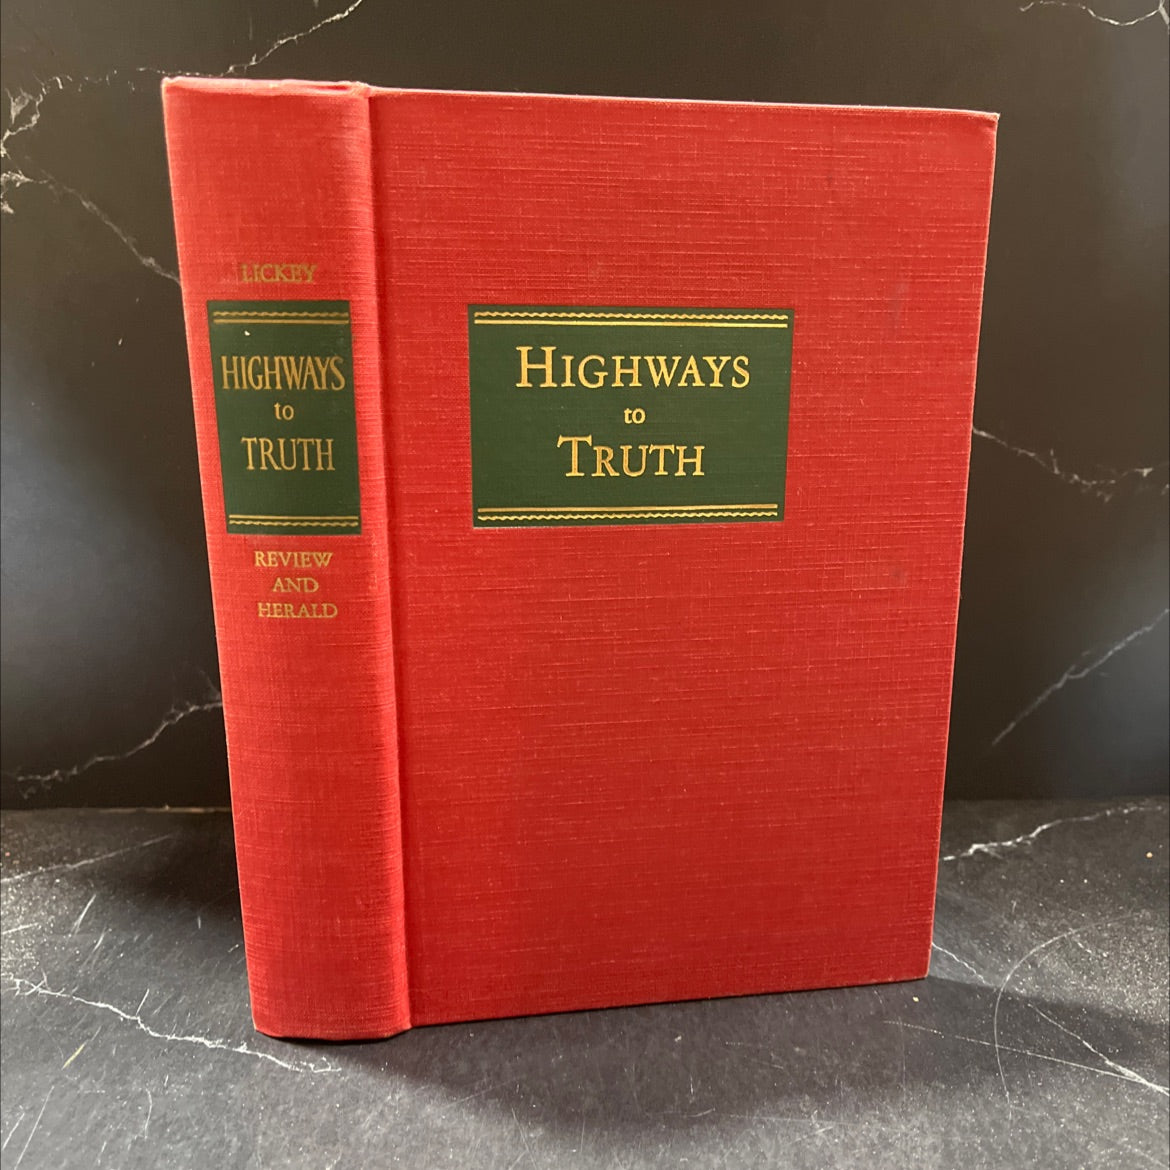 LICKEY
HIGHWAYS
to
TRUTH
REVIEW
AND
HERALD
HIGHWAYS
to
TRUTH